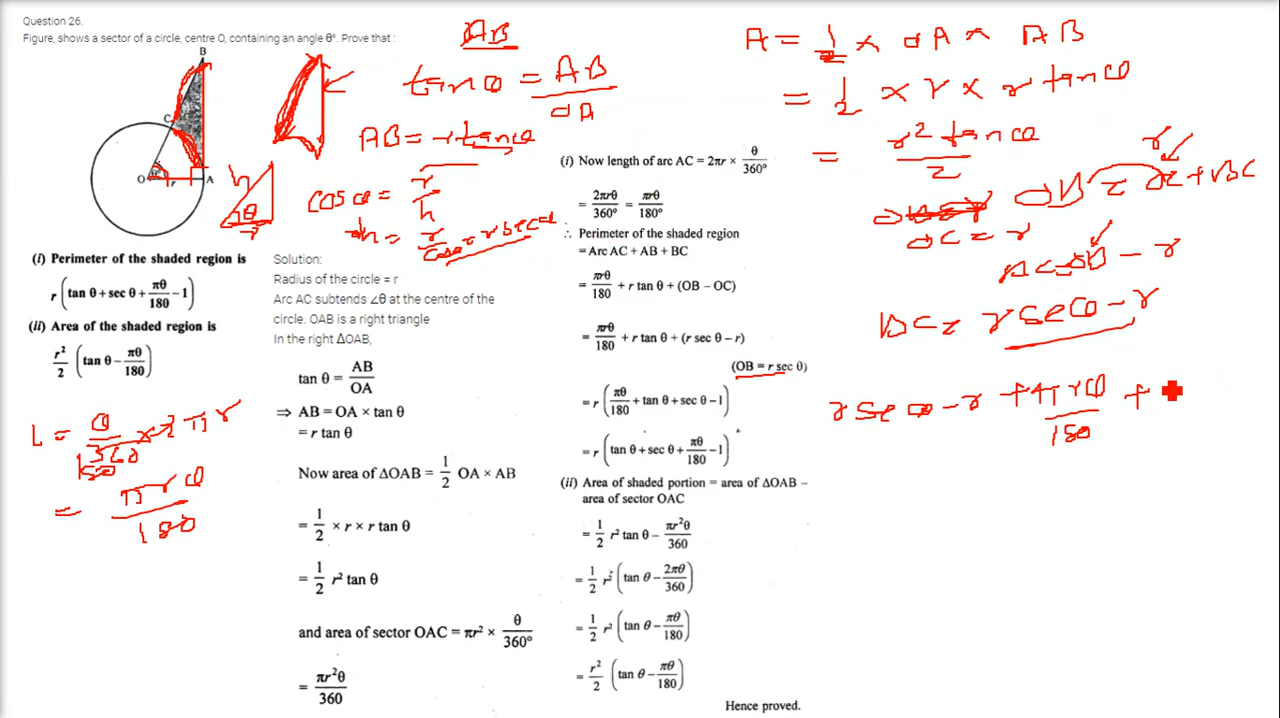 Question 26.
Figure, shows a sector of a circle, centre O, containing an angle θ°. Prove that :
B
C
O
θ°
r
A
(i) Perimeter of the shaded region is
r(tan θ + sec θ + πθ/180 − 1)
(ii) Area of the shaded region is
r²/2 (tan θ − πθ/180)
L = θ/360 × 2πr
180
= πrθ/180
AB
tan θ = AB/OA
AB = r tan θ
h
θ
r
cos θ = r/h
h = r/cos θ = r sec θ
Solution:
Radius of the circle = r
Arc AC subtends ∠θ at the centre of the
circle. OAB is a right triangle
In the right ΔOAB,
tan θ = AB/OA
⇒ AB = OA × tan θ
= r tan θ
Now area of ΔOAB = 1/2 OA × AB
= 1/2 × r × r tan θ
= 1/2 r² tan θ
and area of sector OAC = πr² × θ/360°
= πr²θ/360
(i) Now length of arc AC = 2πr × θ/360°
= 2πrθ/360° = πrθ/180°
∴ Perimeter of the shaded region
= Arc AC + AB + BC
= πrθ/180 + r tan θ + (OB − OC)
= πrθ/180 + r tan θ + (r sec θ − r)
(OB = r sec θ)
= r(πθ/180 + tan θ + sec θ − 1)
= r(tan θ + sec θ + πθ/180 − 1)
(ii) Area of shaded portion = area of ΔOAB −
area of sector OAC
= 1/2 r² tan θ − πr²θ/360
= 1/2 r² (tan θ − 2πθ/360)
= 1/2 r² (tan θ − πθ/180)
= r²/2 (tan θ − πθ/180)
Hence proved.
A = 1/2 × OA × AB
= 1/2 × r × r tan θ
= r² tan θ/2
r
OB = OC + BC
OC = r
OB − r
BC = r sec θ − r
r sec θ − r + πrθ/180 +